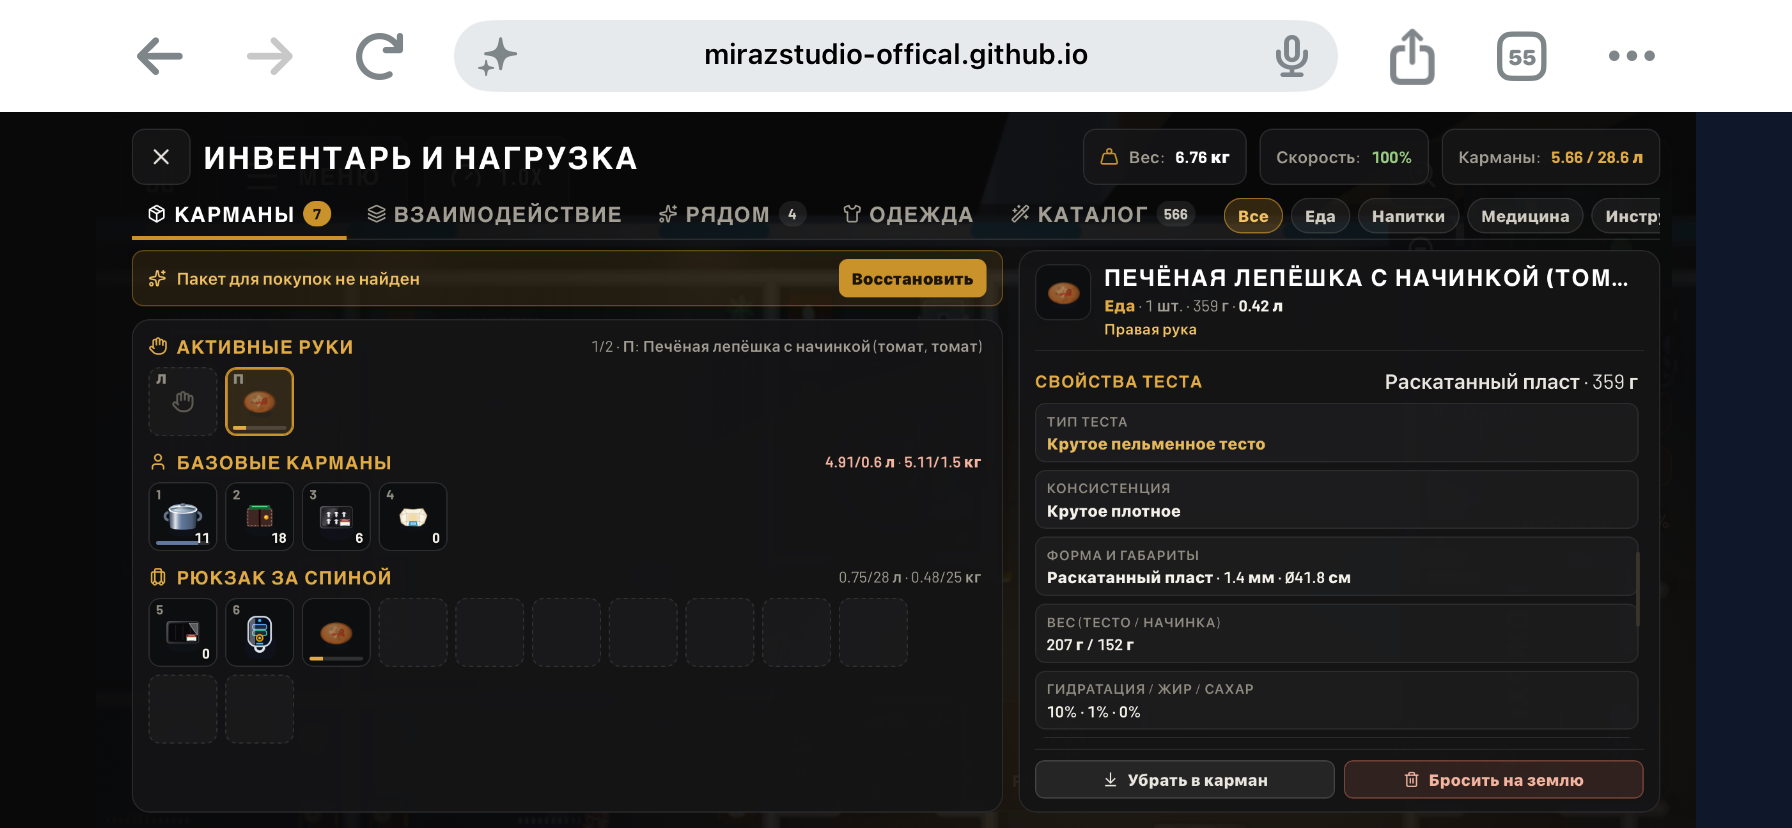 mirazstudio-offical.github.io
55
ИНВЕНТАРЬ И НАГРУЗКА
Вес: 6.76 кг
Скорость: 100%
Карманы: 5.66 / 28.6 л
КАРМАНЫ 7
ВЗАИМОДЕЙСТВИЕ
РЯДОМ 4
ОДЕЖДА
КАТАЛОГ 566
Все
Еда
Напитки
Медицина
Инстру
Пакет для покупок не найден
Восстановить
АКТИВНЫЕ РУКИ
1/2 · П: Печёная лепёшка с начинкой (томат, томат)
Л
П
БАЗОВЫЕ КАРМАНЫ
4.91/0.6 л · 5.11/1.5 кг
1 11
2 18
3 6
4 0
РЮКЗАК ЗА СПИНОЙ
0.75/28 л · 0.48/25 кг
5 0
6
ПЕЧЁНАЯ ЛЕПЁШКА С НАЧИНКОЙ (ТОМ...
Еда · 1 шт. · 359 г · 0.42 л
Правая рука
СВОЙСТВА ТЕСТА
Раскатанный пласт · 359 г
ТИП ТЕСТА
Крутое пельменное тесто
КОНСИСТЕНЦИЯ
Крутое плотное
ФОРМА И ГАБАРИТЫ
Раскатанный пласт · 1.4 мм · Ø41.8 см
ВЕС (ТЕСТО / НАЧИНКА)
207 г / 152 г
ГИДРАТАЦИЯ / ЖИР / САХАР
10% · 1% · 0%
Убрать в карман
Бросить на землю